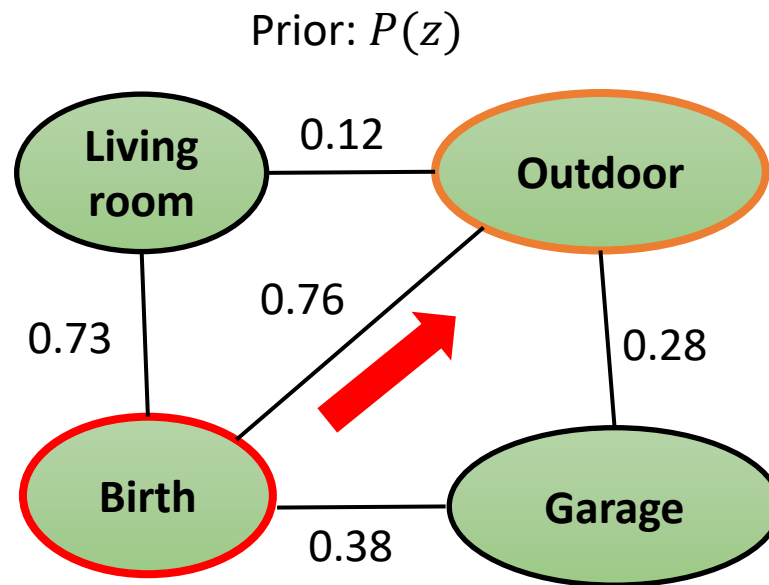 Prior: P(z)
Living
room
0.12
Outdoor
0.73
0.76
0.28
Birth
0.38
Garage